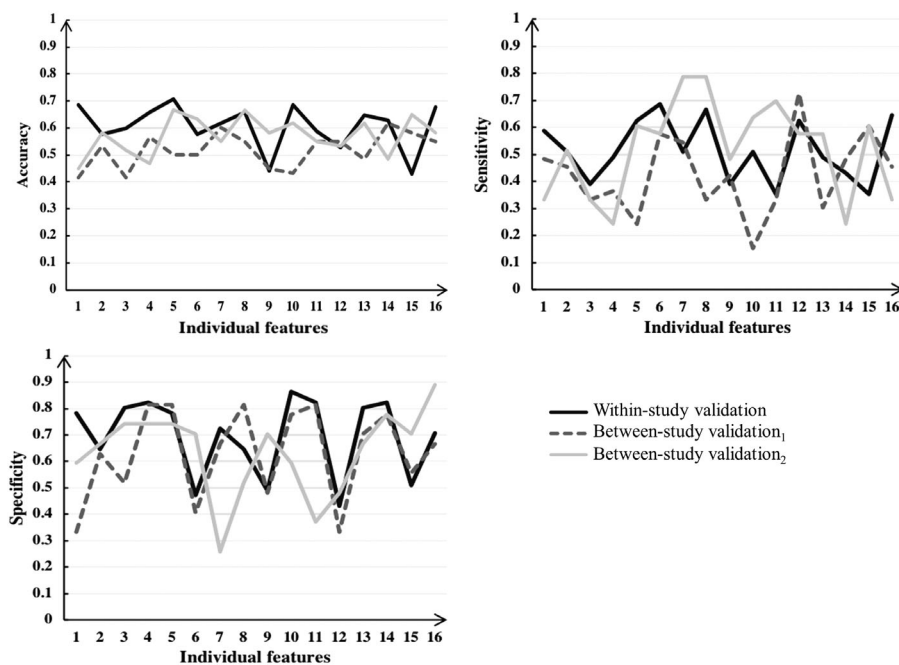 1
0.9
0.8
0.7
0.6
0.5
0.4
0.3
0.2
0.1
0
Accuracy
1 2 3 4 5 6 7 8 9 10 11 12 13 14 15 16
Individual features
1
0.9
0.8
0.7
0.6
0.5
0.4
0.3
0.2
0.1
0
Sensitivity
1 2 3 4 5 6 7 8 9 10 11 12 13 14 15 16
Individual features
1
0.9
0.8
0.7
0.6
0.5
0.4
0.3
0.2
0.1
0
Specificity
1 2 3 4 5 6 7 8 9 10 11 12 13 14 15 16
Individual features
Within-study validation
Between-study validation₁
Between-study validation₂